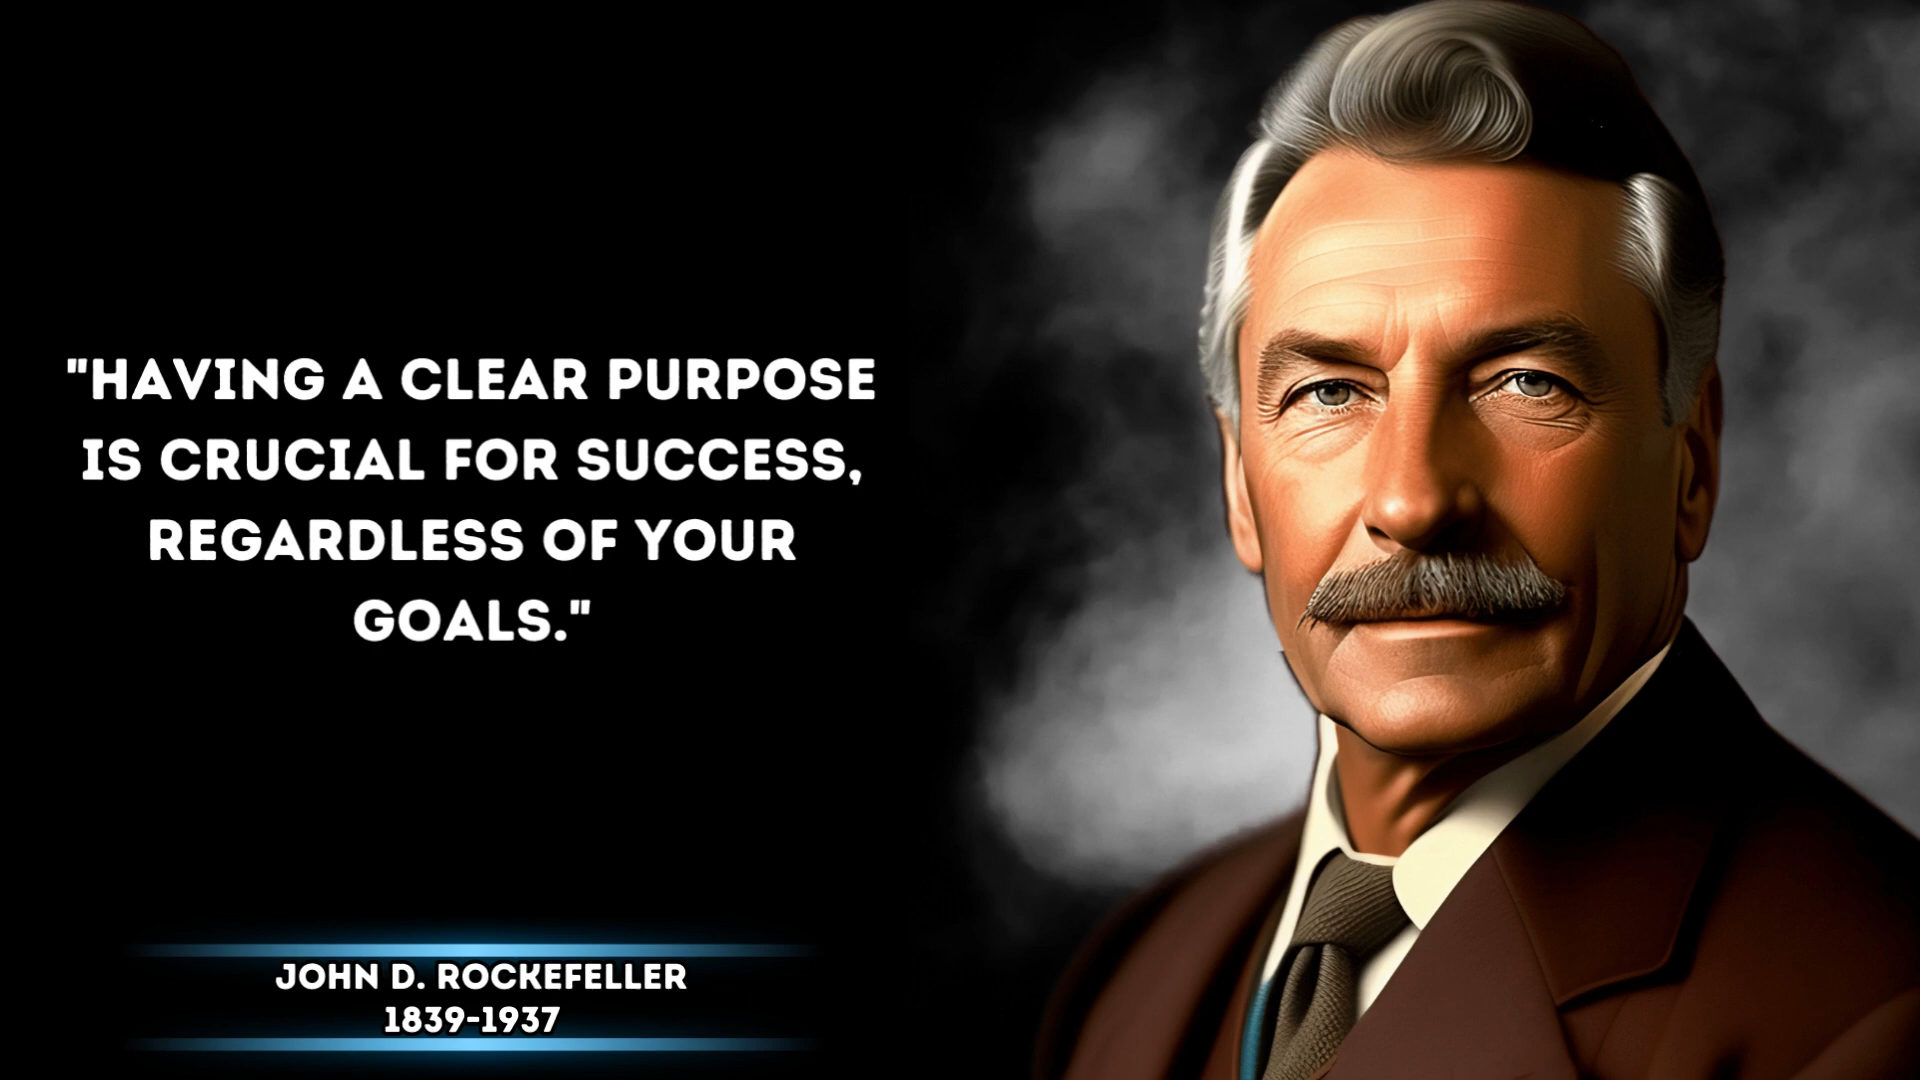 "HAVING A CLEAR PURPOSE
IS CRUCIAL FOR SUCCESS,
REGARDLESS OF YOUR
GOALS."
JOHN D. ROCKEFELLER
1839-1937